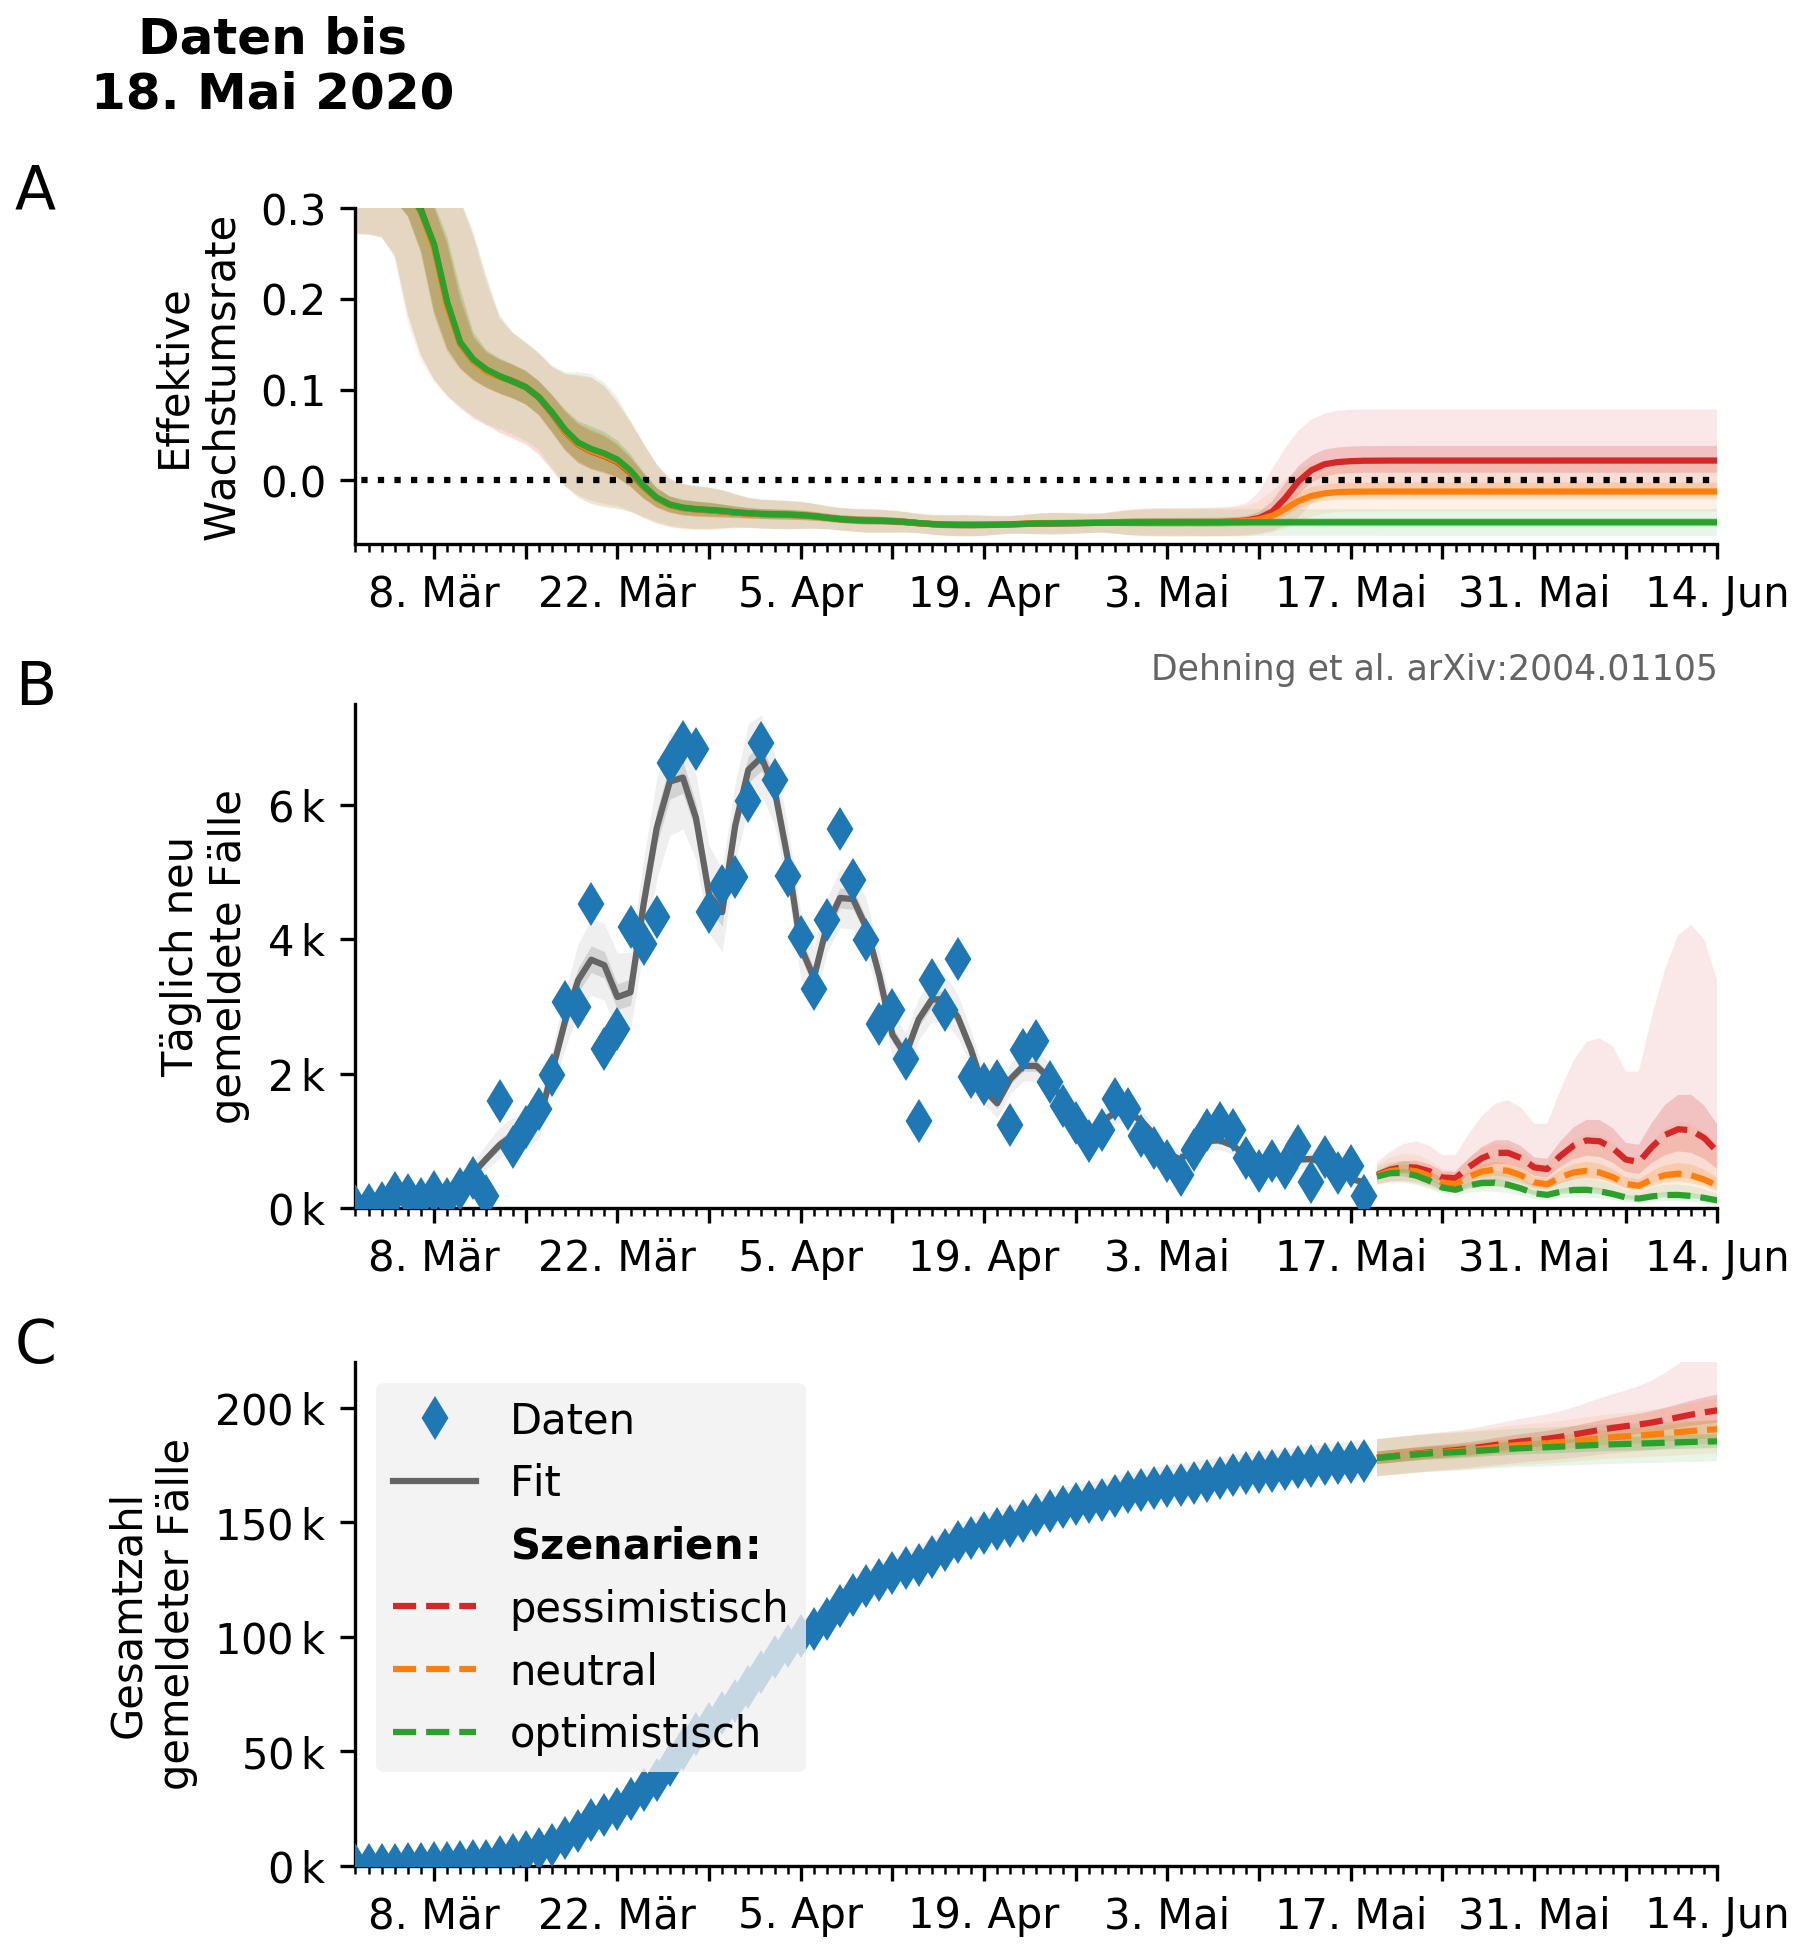 Daten bis
18. Mai 2020
A
Effektive
Wachstumsrate
0.3
0.2
0.1
0.0
8. Mär 22. Mär 5. Apr 19. Apr 3. Mai 17. Mai 31. Mai 14. Jun
B
Dehning et al. arXiv:2004.01105
Täglich neu
gemeldete Fälle
6 k
4 k
2 k
0 k
8. Mär 22. Mär 5. Apr 19. Apr 3. Mai 17. Mai 31. Mai 14. Jun
C
Gesamtzahl
gemeldeter Fälle
200 k
150 k
100 k
50 k
0 k
Daten
Fit
Szenarien:
pessimistisch
neutral
optimistisch
8. Mär 22. Mär 5. Apr 19. Apr 3. Mai 17. Mai 31. Mai 14. Jun